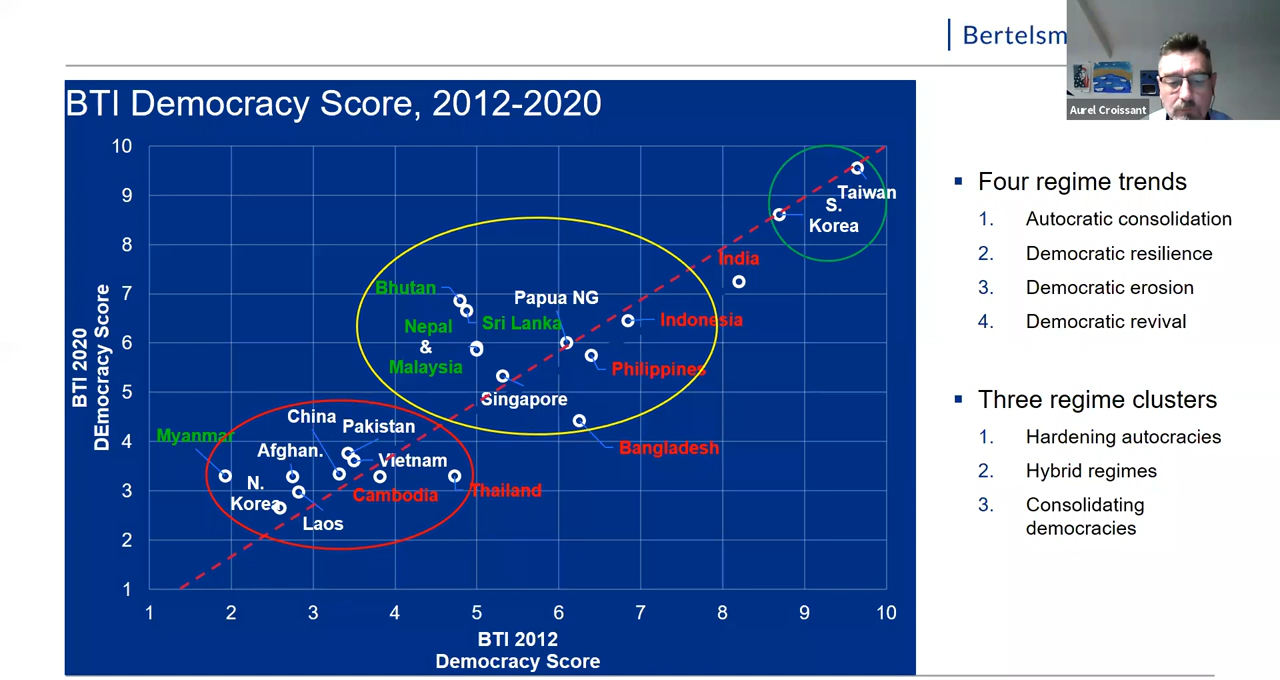 Bertelsm
Aurel Croissant
BTI Democracy Score, 2012-2020
10
9
8
7
6
5
4
3
2
1
BTI 2020
DEmocracy Score
Taiwan
S.
Korea
India
Bhutan
Papua NG
Nepal
&
Malaysia
Sri Lanka
Indonesia
Philippines
Singapore
Bangladesh
China
Pakistan
Myanmar
Afghan.
Vietnam
N.
Korea
Cambodia
Thailand
Laos
1 2 3 4 5 6 7 8 9 10
BTI 2012
Democracy Score
▪ Four regime trends
1. Autocratic consolidation
2. Democratic resilience
3. Democratic erosion
4. Democratic revival
▪ Three regime clusters
1. Hardening autocracies
2. Hybrid regimes
3. Consolidating
democracies